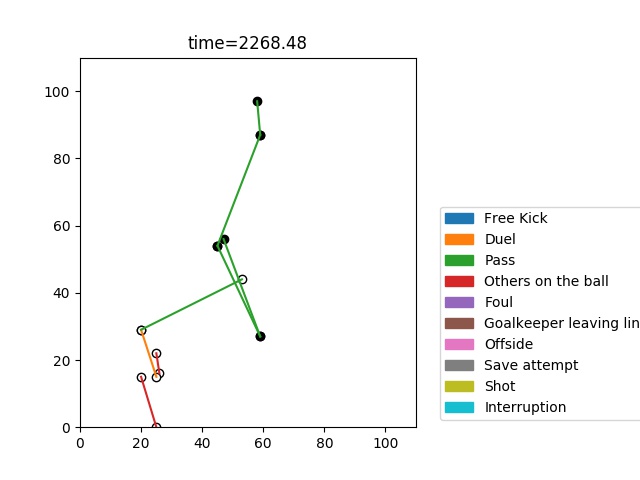 time=2268.48
100
80
60
40
20
0
0 20 40 60 80 100
Free Kick
Duel
Pass
Others on the ball
Foul
Goalkeeper leaving lin
Offside
Save attempt
Shot
Interruption